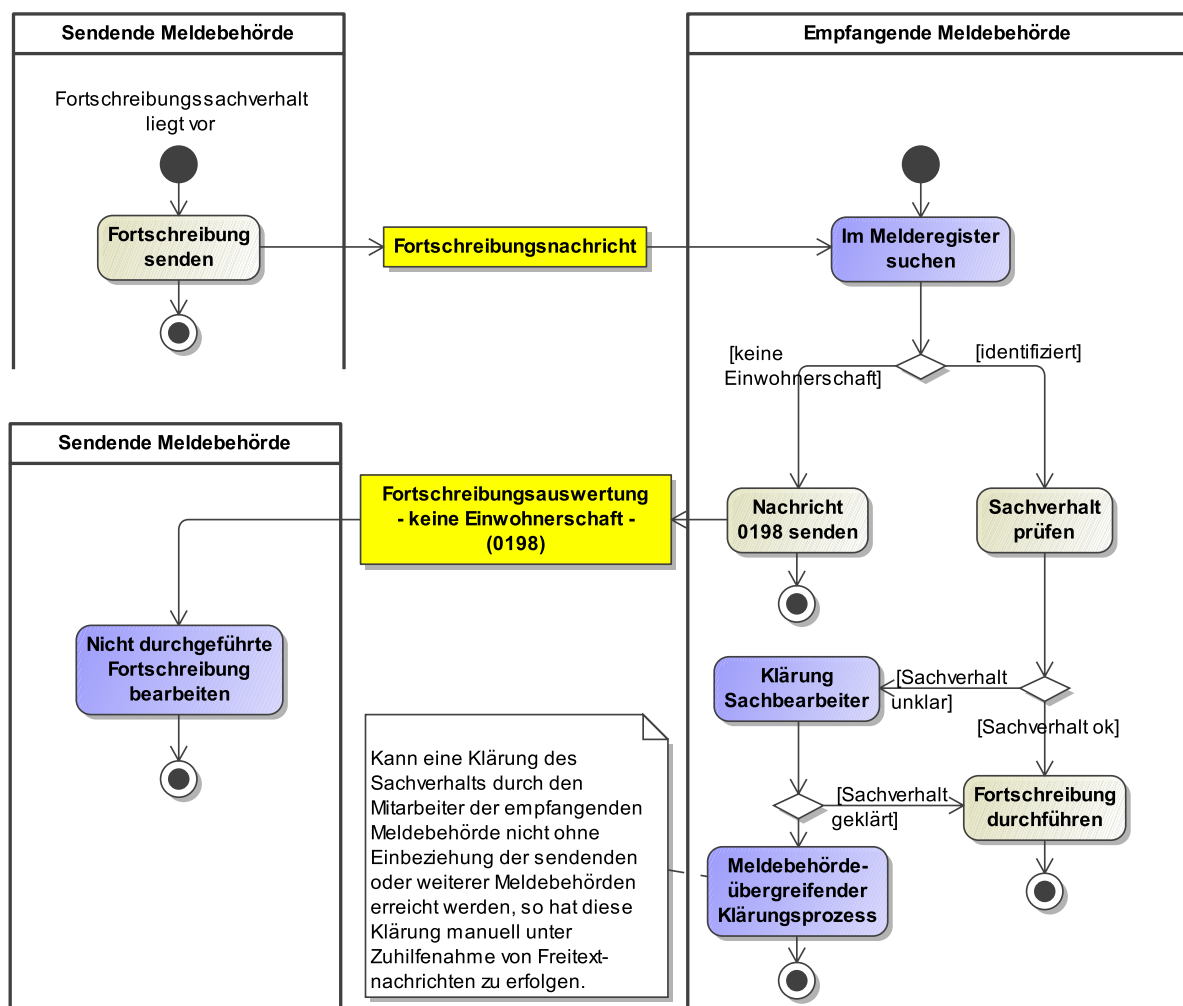 Sendende Meldebehörde
Empfangende Meldebehörde
Fortschreibungssachverhalt
liegt vor
Fortschreibung
senden
Fortschreibungsnachricht
Im Melderegister
suchen
[keine
Einwohnerschaft]
[identifiziert]
Sendende Meldebehörde
Fortschreibungsauswertung
- keine Einwohnerschaft -
(0198)
Nachricht
0198 senden
Sachverhalt
prüfen
Nicht durchgeführte
Fortschreibung
bearbeiten
Klärung
Sachbearbeiter
[Sachverhalt
unklar]
[Sachverhalt ok]
Kann eine Klärung des
Sachverhalts durch den
Mitarbeiter der empfangenden
Meldebehörde nicht ohne
Einbeziehung der sendenden
oder weiterer Meldebehörden
erreicht werden, so hat diese
Klärung manuell unter
Zuhilfenahme von Freitext-
nachrichten zu erfolgen.
[Sachverhalt
geklärt]
Fortschreibung
durchführen
Meldebehörde-
übergreifender
Klärungsprozess